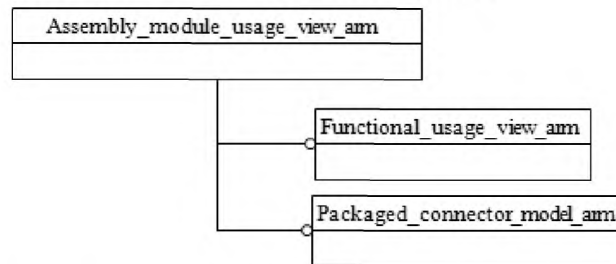 Assembly_module_usage_view_arm
Functional_usage_view_arm
Packaged_connector_model_arm